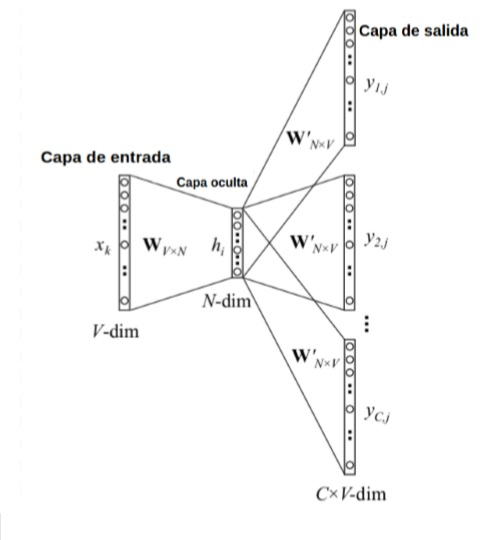 Capa de salida
y1,j
W'N×V
Capa de entrada
Capa oculta
xk
WV×N
hi
W'N×V
y2,j
N-dim
V-dim
W'N×V
yC,j
C×V-dim